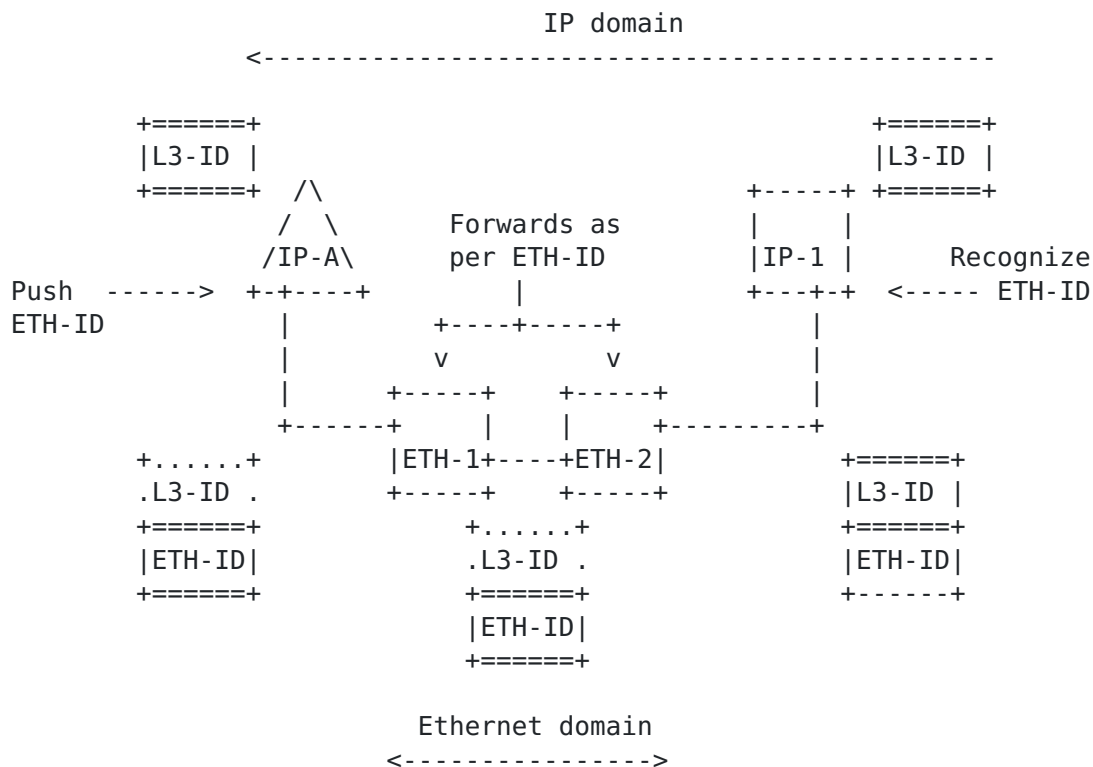 IP domain
<-----------------------------------------------
+======+                                       +======+
|L3-ID |                                       |L3-ID |
+======+  /\                           +-----+ +======+
/  \       Forwards as        |     |
/IP-A\      per ETH-ID         |IP-1 |      Recognize
Push  ------>  +-+----+         |              +---+-+  <----- ETH-ID
ETH-ID           |         +----+-----+            |
|         v          v            |
|      +-----+    +-----+         |
+------+     |    |     +---------+
+......+        |ETH-1+----+ETH-2|           +======+
.L3-ID .        +-----+    +-----+           |L3-ID |
+======+             +......+                +======+
|ETH-ID|             .L3-ID .                |ETH-ID|
+======+             +======+                +------+
|ETH-ID|
+======+
Ethernet domain
<---------------->